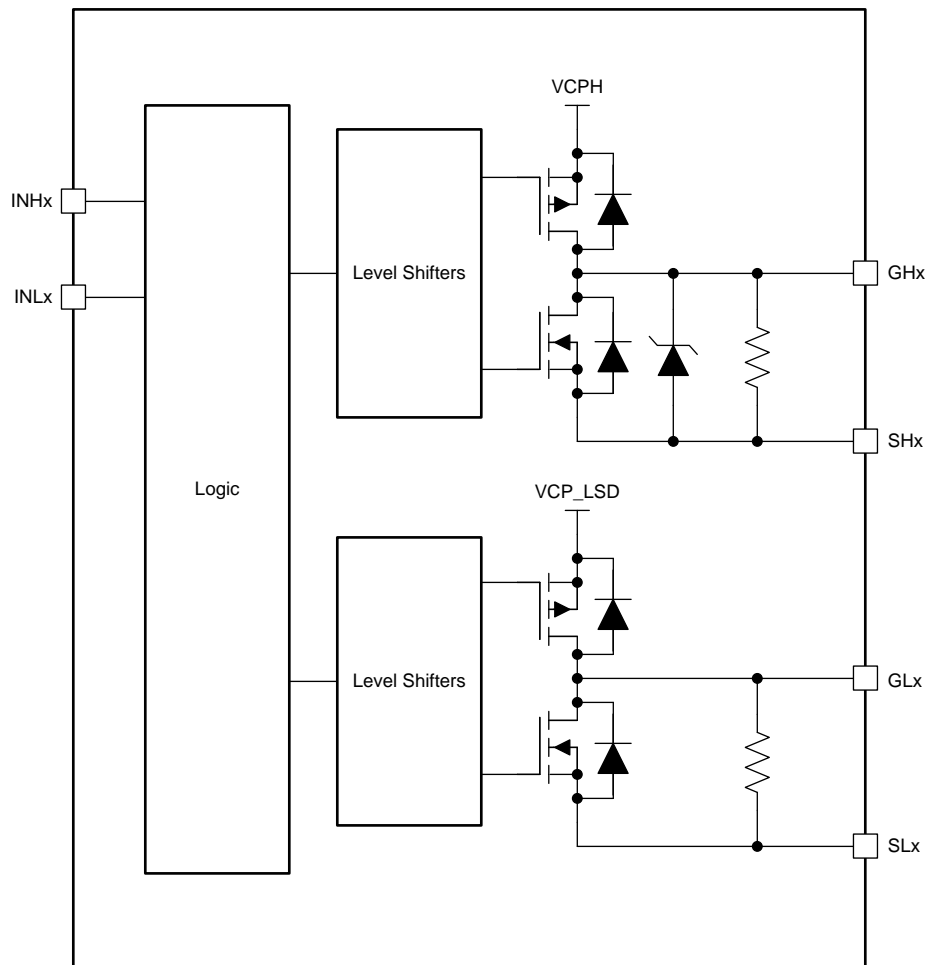 VCPH
INHx
INLx
Level Shifters
GHx
SHx
Logic
VCP_LSD
Level Shifters
GLx
SLx